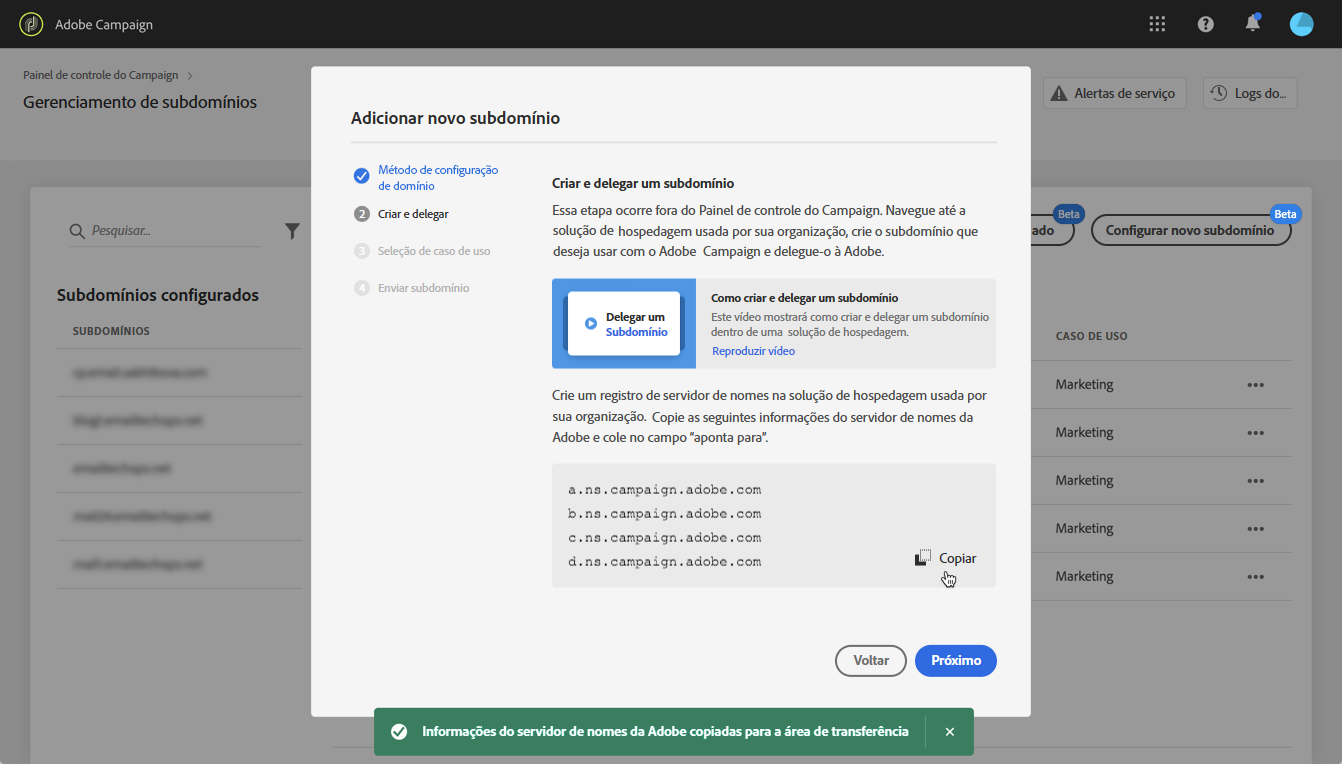 Adobe Campaign
Painel de controle do Campaign
Gerenciamento de subdomínios
Alertas de serviço
Logs do...
Pesquisar...
ado
Beta
Configurar novo subdomínio
Beta
Subdomínios configurados
SUBDOMÍNIOS
CASO DE USO
Marketing
Marketing
Marketing
Marketing
Marketing
Adicionar novo subdomínio
Método de configuração
de domínio
2 Criar e delegar
3 Seleção de caso de uso
4 Enviar subdomínio
Criar e delegar um subdomínio
Essa etapa ocorre fora do Painel de controle do Campaign. Navegue até a
solução de hospedagem usada por sua organização, crie o subdomínio que
deseja usar com o Adobe Campaign e delegue-o à Adobe.
Delegar um
Subdomínio
Como criar e delegar um subdomínio
Este vídeo mostrará como criar e delegar um subdomínio
dentro de uma solução de hospedagem.
Reproduzir vídeo
Crie um registro de servidor de nomes na solução de hospedagem usada por
sua organização. Copie as seguintes informações do servidor de nomes da
Adobe e cole no campo “aponta para”.
a.ns.campaign.adobe.com
b.ns.campaign.adobe.com
c.ns.campaign.adobe.com
d.ns.campaign.adobe.com
Copiar
Voltar
Próximo
Informações do servidor de nomes da Adobe copiadas para a área de transferência